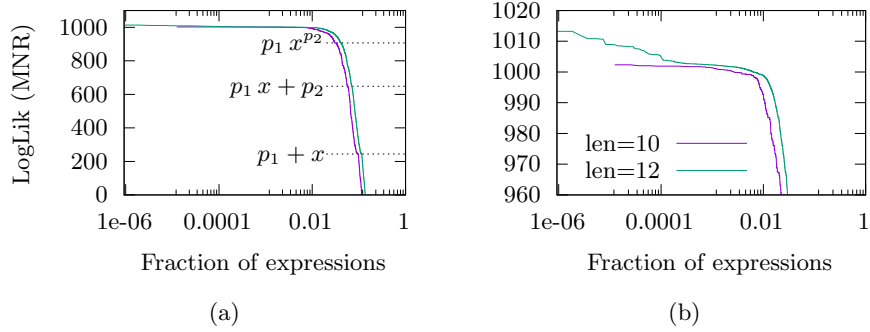 LogLik (MNR)
1000
800
600
400
200
0
p₁ x^{p₂}
p₁ x + p₂
p₁ + x
1e-06 0.0001 0.01 1
Fraction of expressions
(a)
1020
1010
1000
990
980
970
960
len=10
len=12
1e-06 0.0001 0.01 1
Fraction of expressions
(b)